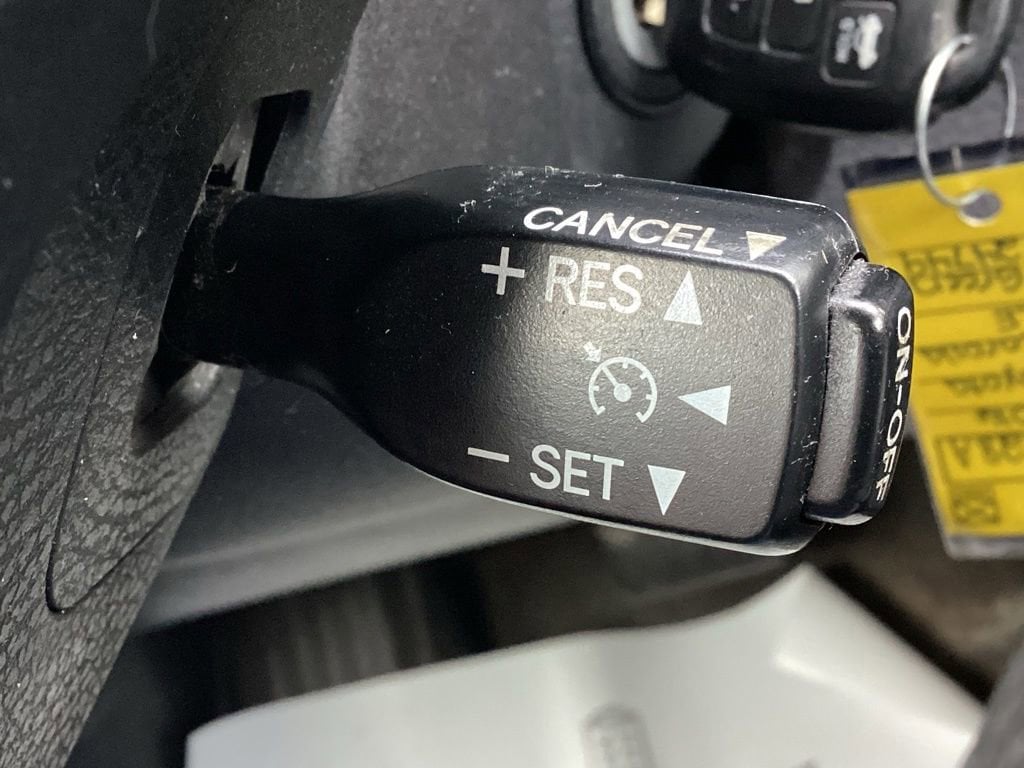 CANCEL
+ RES
- SET
ON-OFF